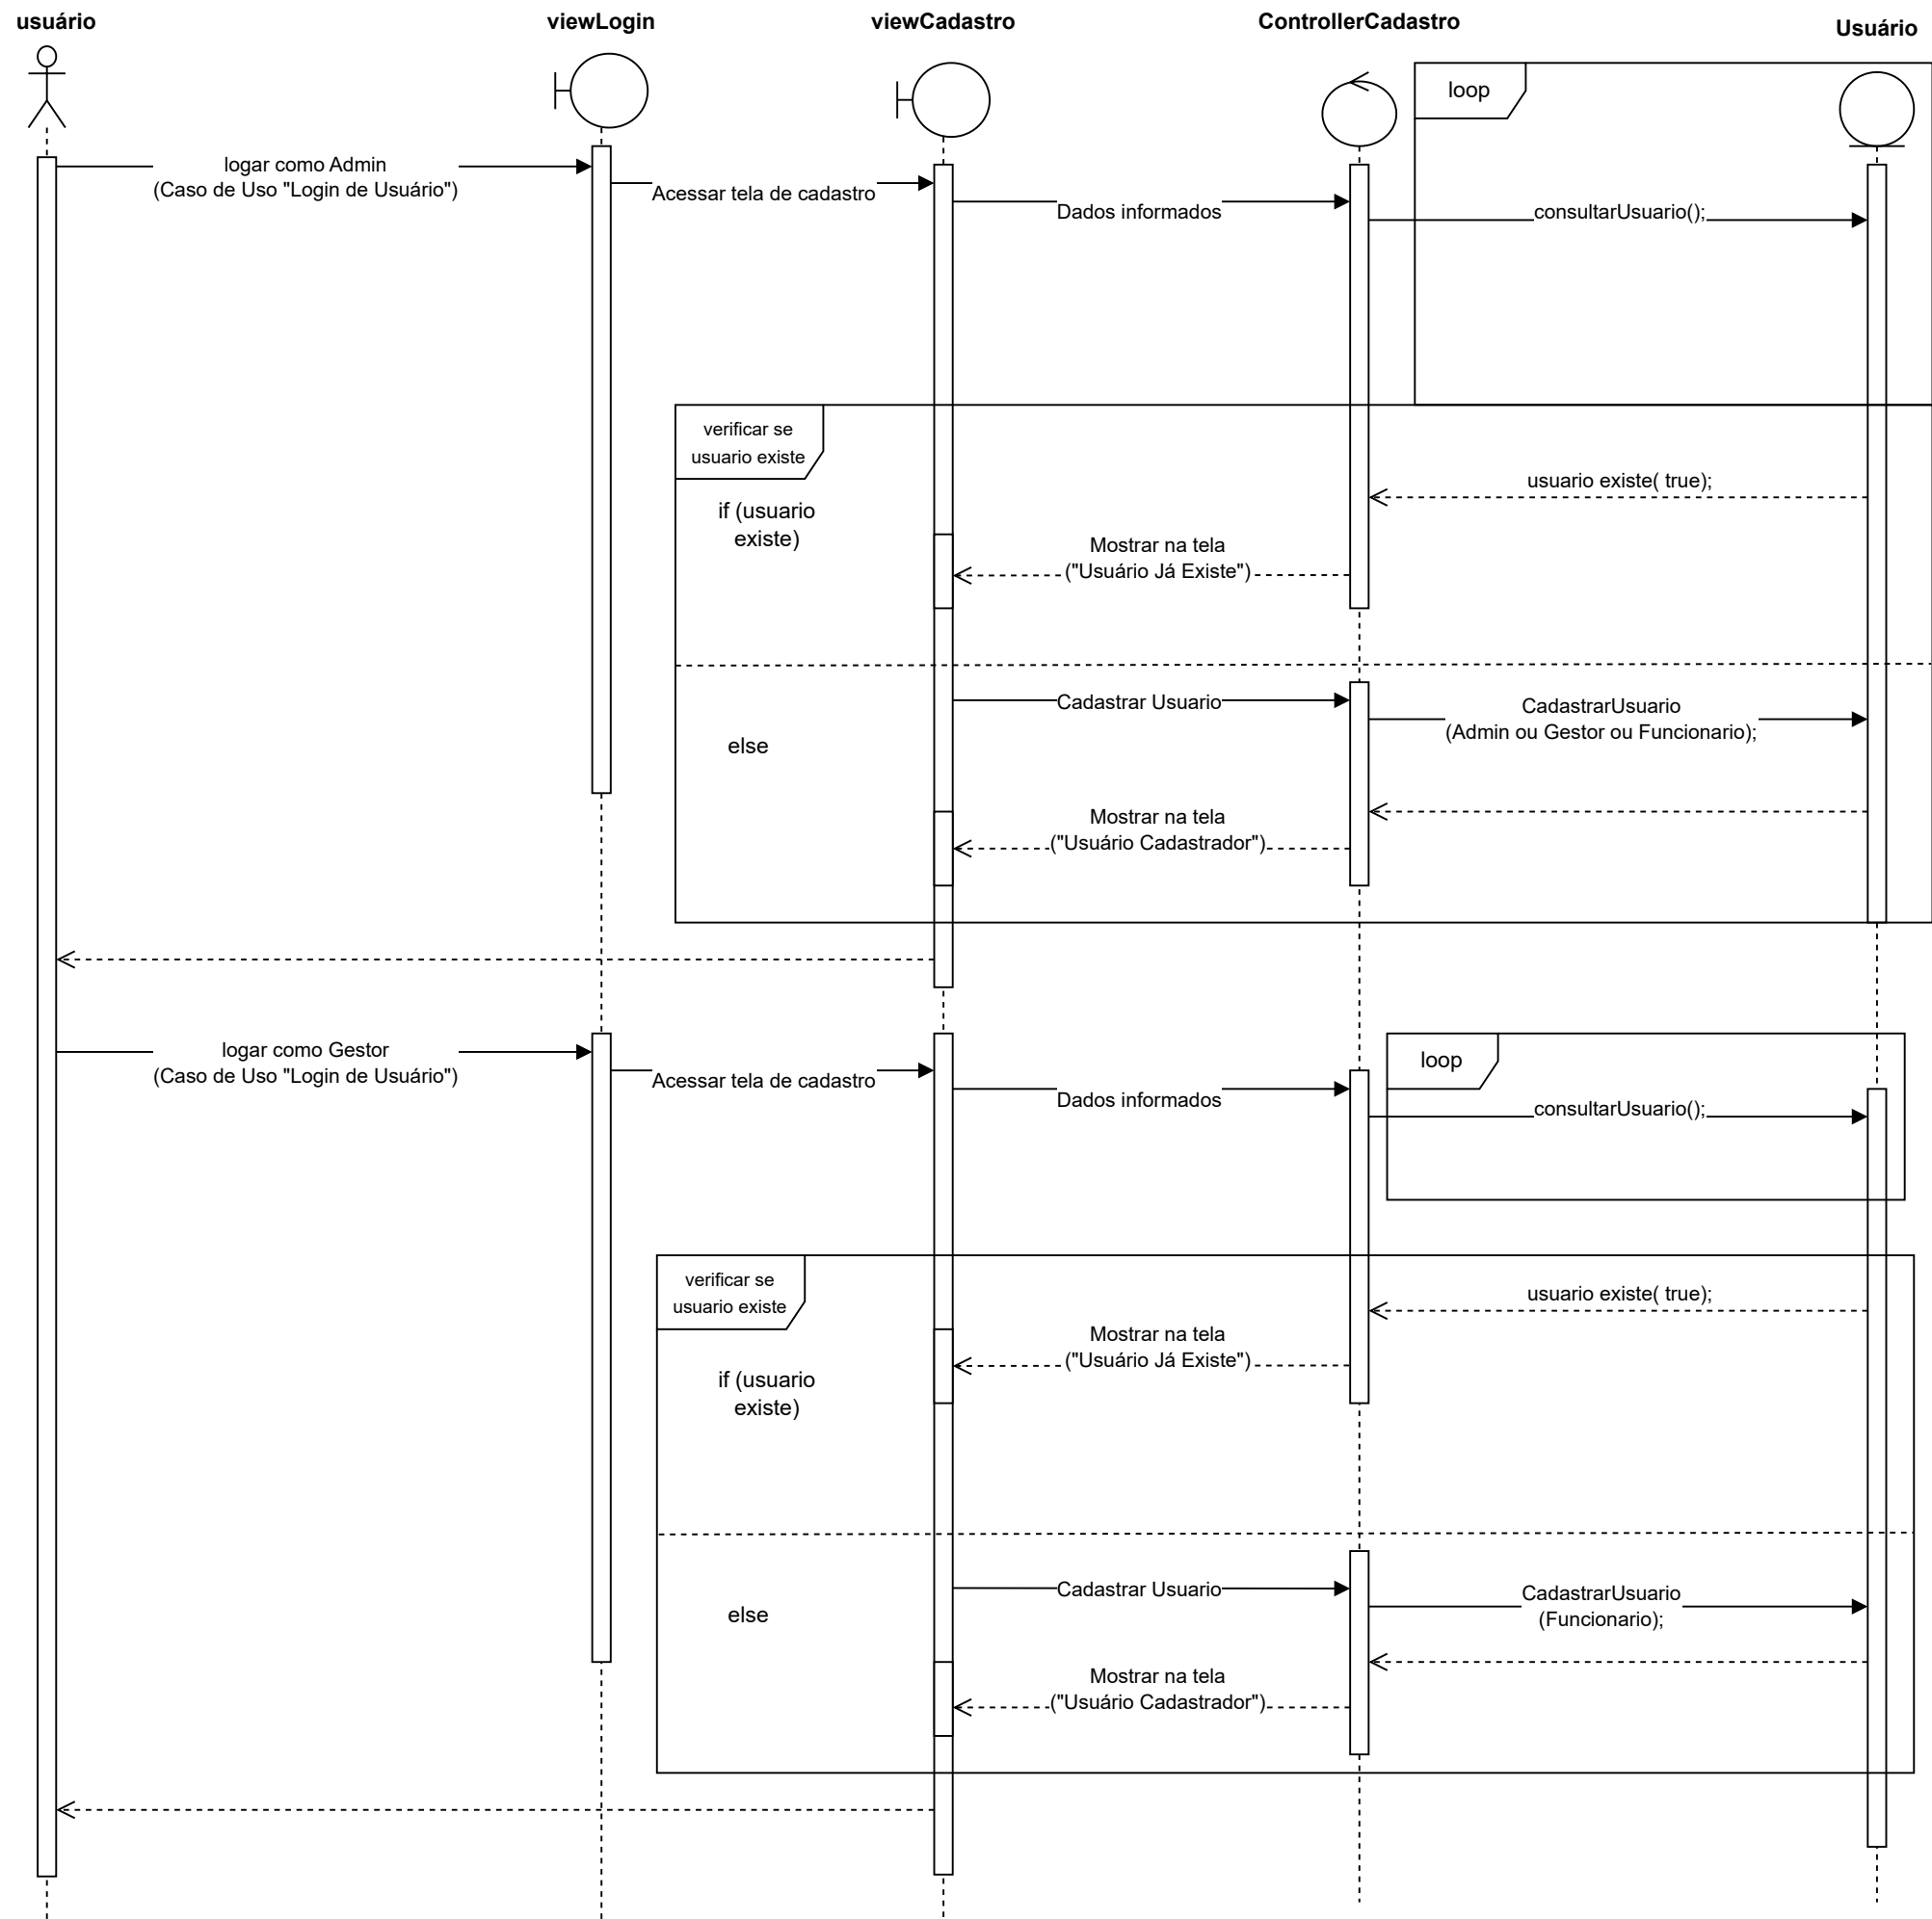 usuário
viewLogin
viewCadastro
ControllerCadastro
Usuário
loop
logar como Admin
(Caso de Uso "Login de Usuário")
Acessar tela de cadastro
Dados informados
consultarUsuario();
verificar se
usuario existe
usuario existe( true);
if (usuario
existe)
Mostrar na tela
("Usuário Já Existe")
Cadastrar Usuario
CadastrarUsuario
(Admin ou Gestor ou Funcionario);
else
Mostrar na tela
("Usuário Cadastrador")
logar como Gestor
(Caso de Uso "Login de Usuário")
Acessar tela de cadastro
Dados informados
loop
consultarUsuario();
verificar se
usuario existe
usuario existe( true);
Mostrar na tela
("Usuário Já Existe")
if (usuario
existe)
Cadastrar Usuario
CadastrarUsuario
(Funcionario);
else
Mostrar na tela
("Usuário Cadastrador")